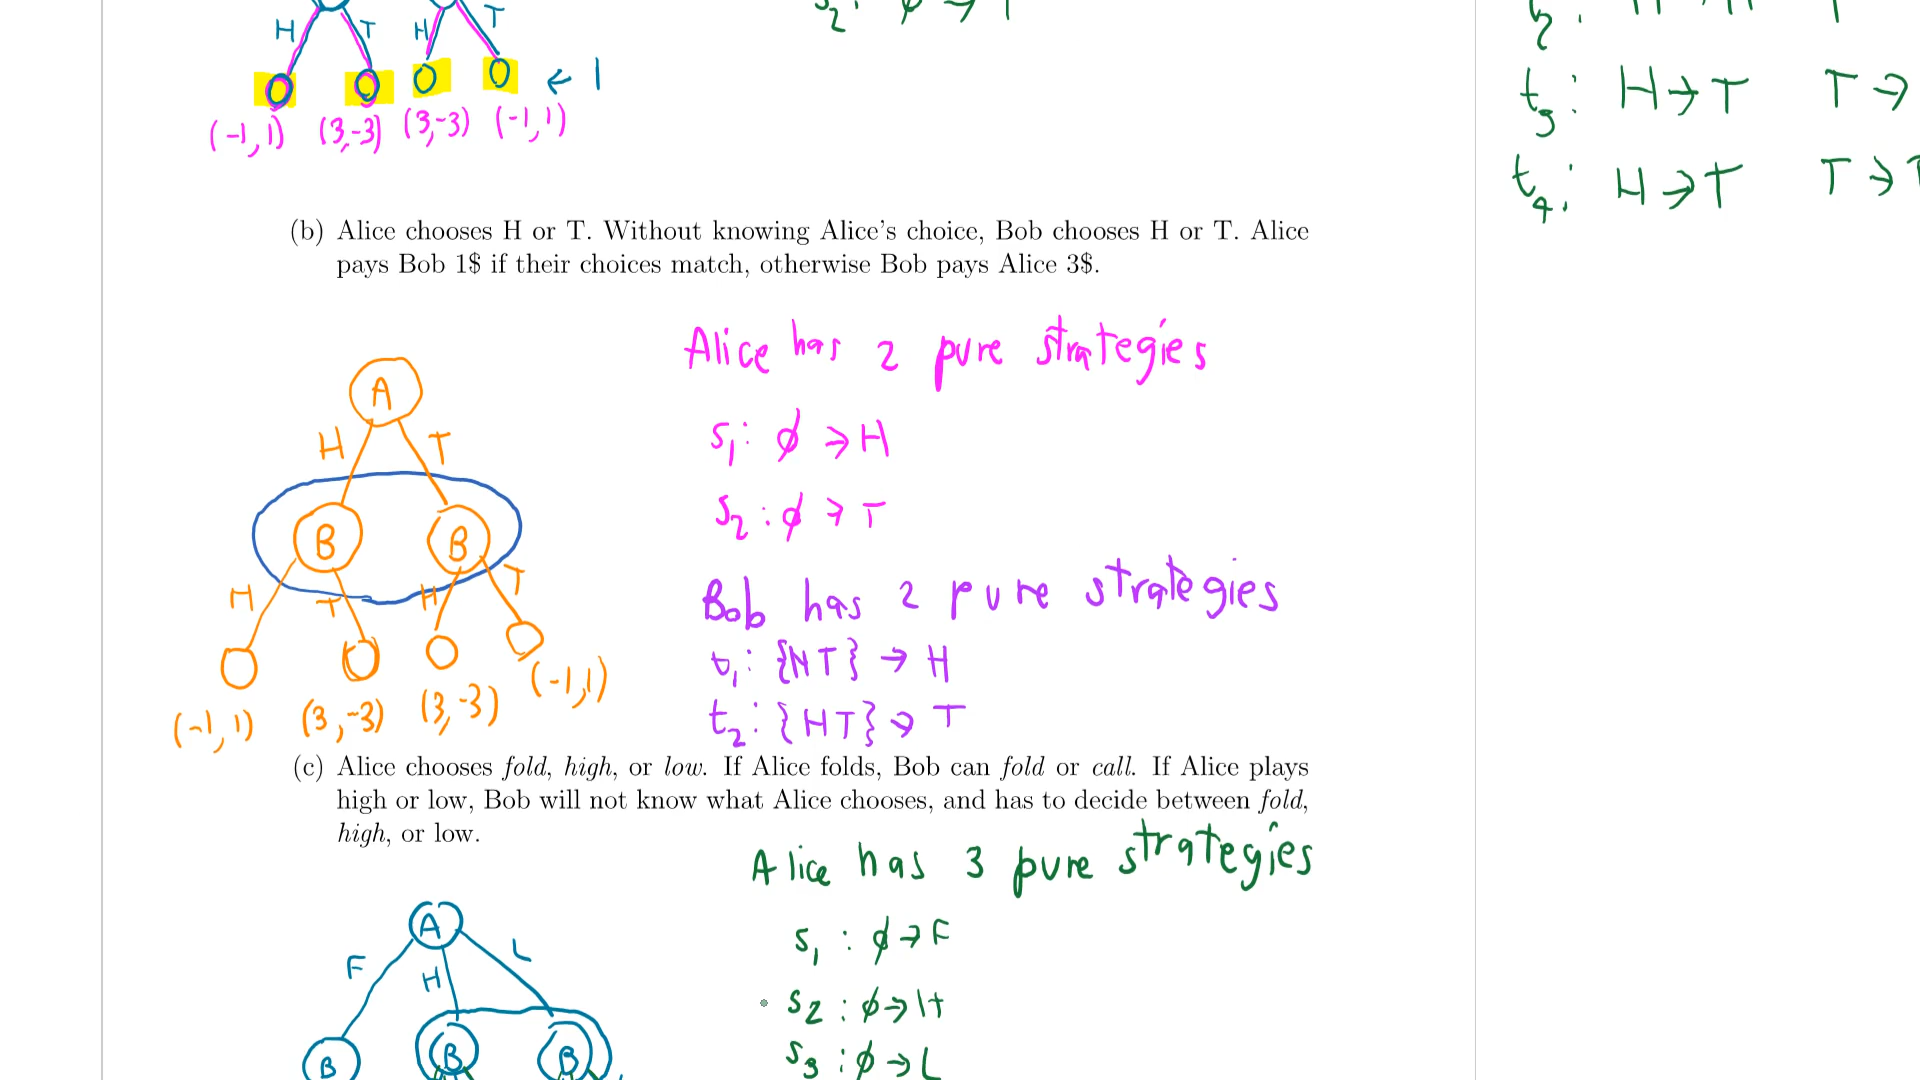 H T H T
← 1
(-1, 1) (3,-3) (3,-3) (-1, 1)
t3: H→T T→
t4: H→T T→T
(b) Alice chooses H or T. Without knowing Alice's choice, Bob chooses H or T. Alice
pays Bob 1$ if their choices match, otherwise Bob pays Alice 3$.
Alice has 2 pure strategies
s1: ϕ → H
s2: ϕ → T
A
H T
B B
H T H T
(-1, 1) (3,-3) (3,-3) (-1,1)
Bob has 2 pure strategies
t1: {HT} → H
t2: {HT} → T
(c) Alice chooses fold, high, or low. If Alice folds, Bob can fold or call. If Alice plays
high or low, Bob will not know what Alice chooses, and has to decide between fold,
high, or low.
Alice has 3 pure strategies
s1: ϕ→F
s2: ϕ→H
s3: ϕ→L
A
F H L
B B B